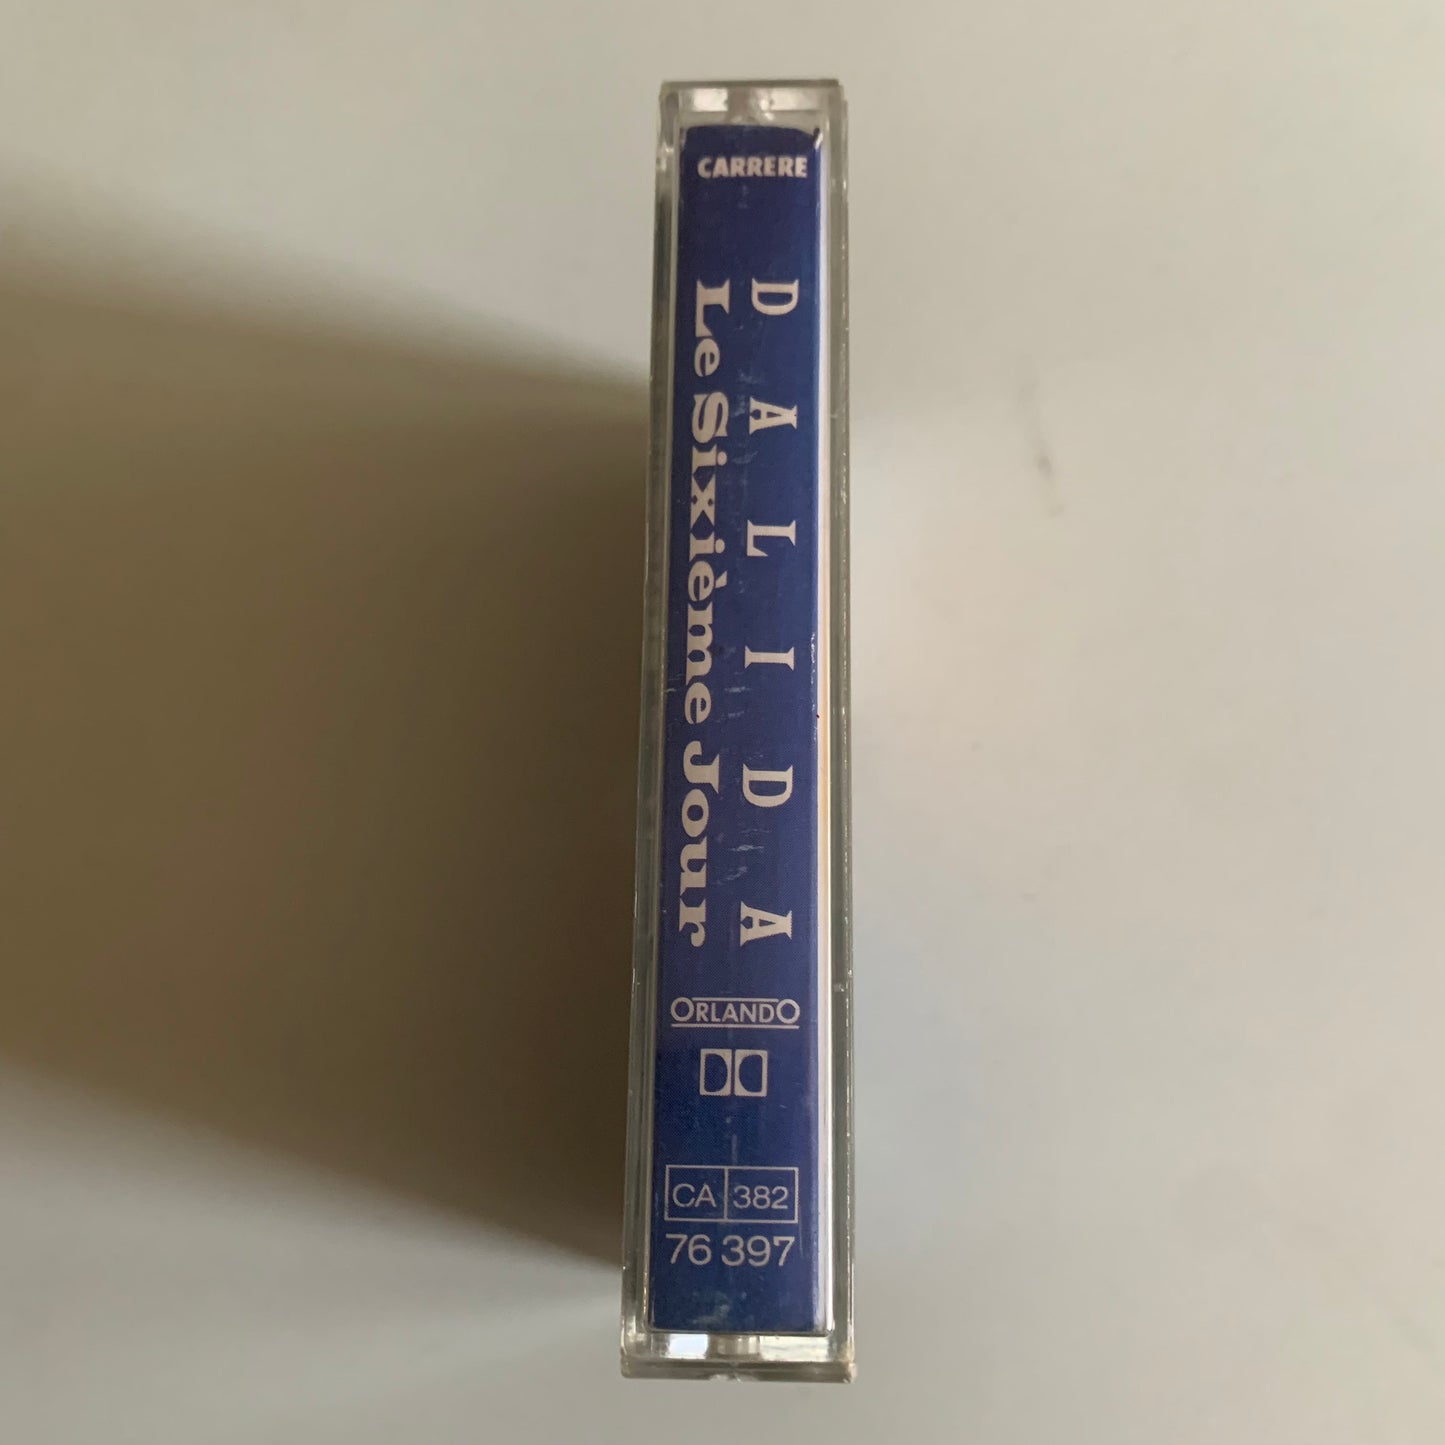 CARRERE
DALIDA
Le Sixième Jour
ORLANDO
CA 382
76 397